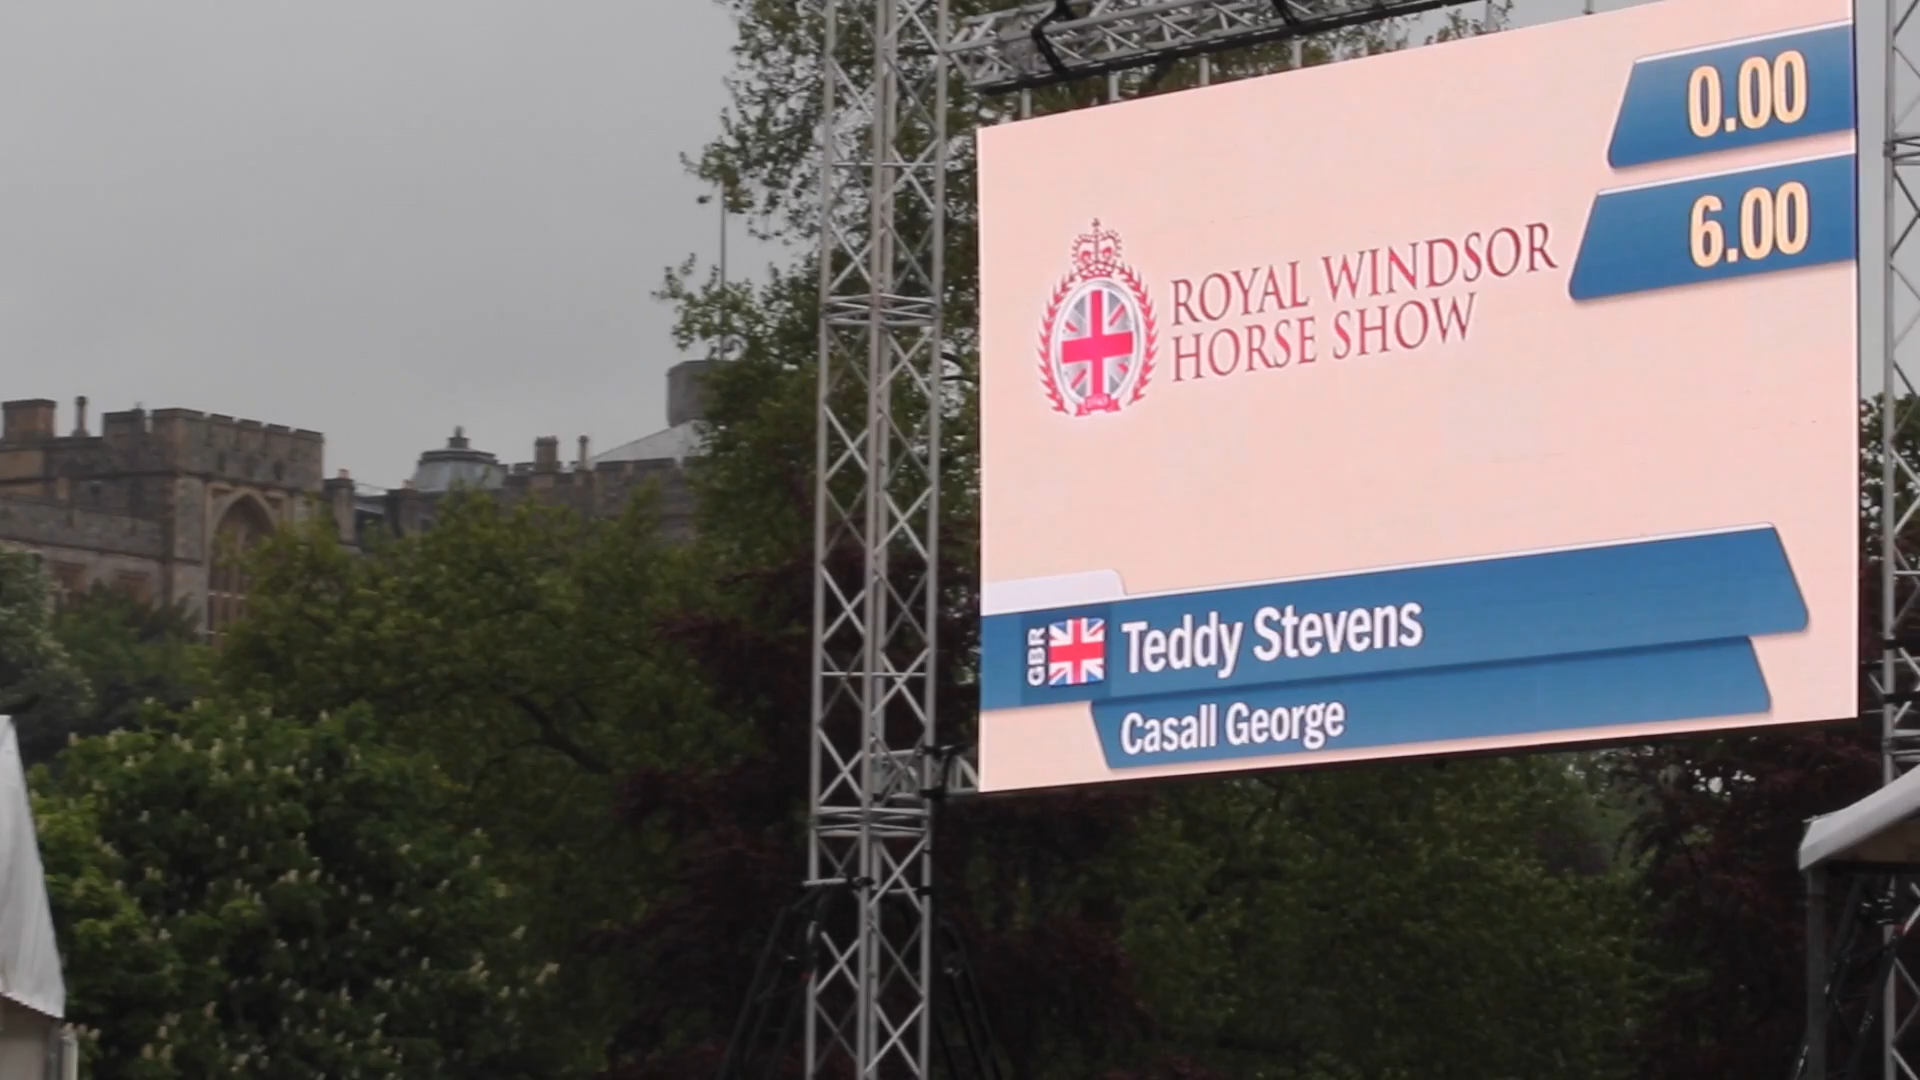 0.00
6.00
ROYAL WINDSOR
HORSE SHOW
GBR
Teddy Stevens
Casall George